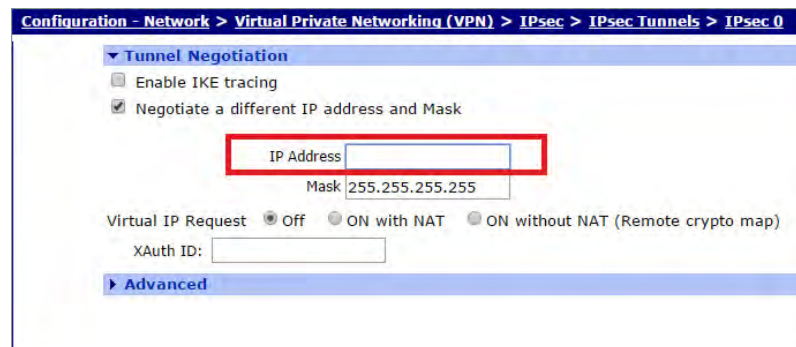 Configuration - Network > Virtual Private Networking (VPN) > IPsec > IPsec Tunnels > IPsec 0
Tunnel Negotiation
Enable IKE tracing
Negotiate a different IP address and Mask
IP Address
Mask 255.255.255.255
Virtual IP Request Off ON with NAT ON without NAT (Remote crypto map)
XAuth ID:
Advanced